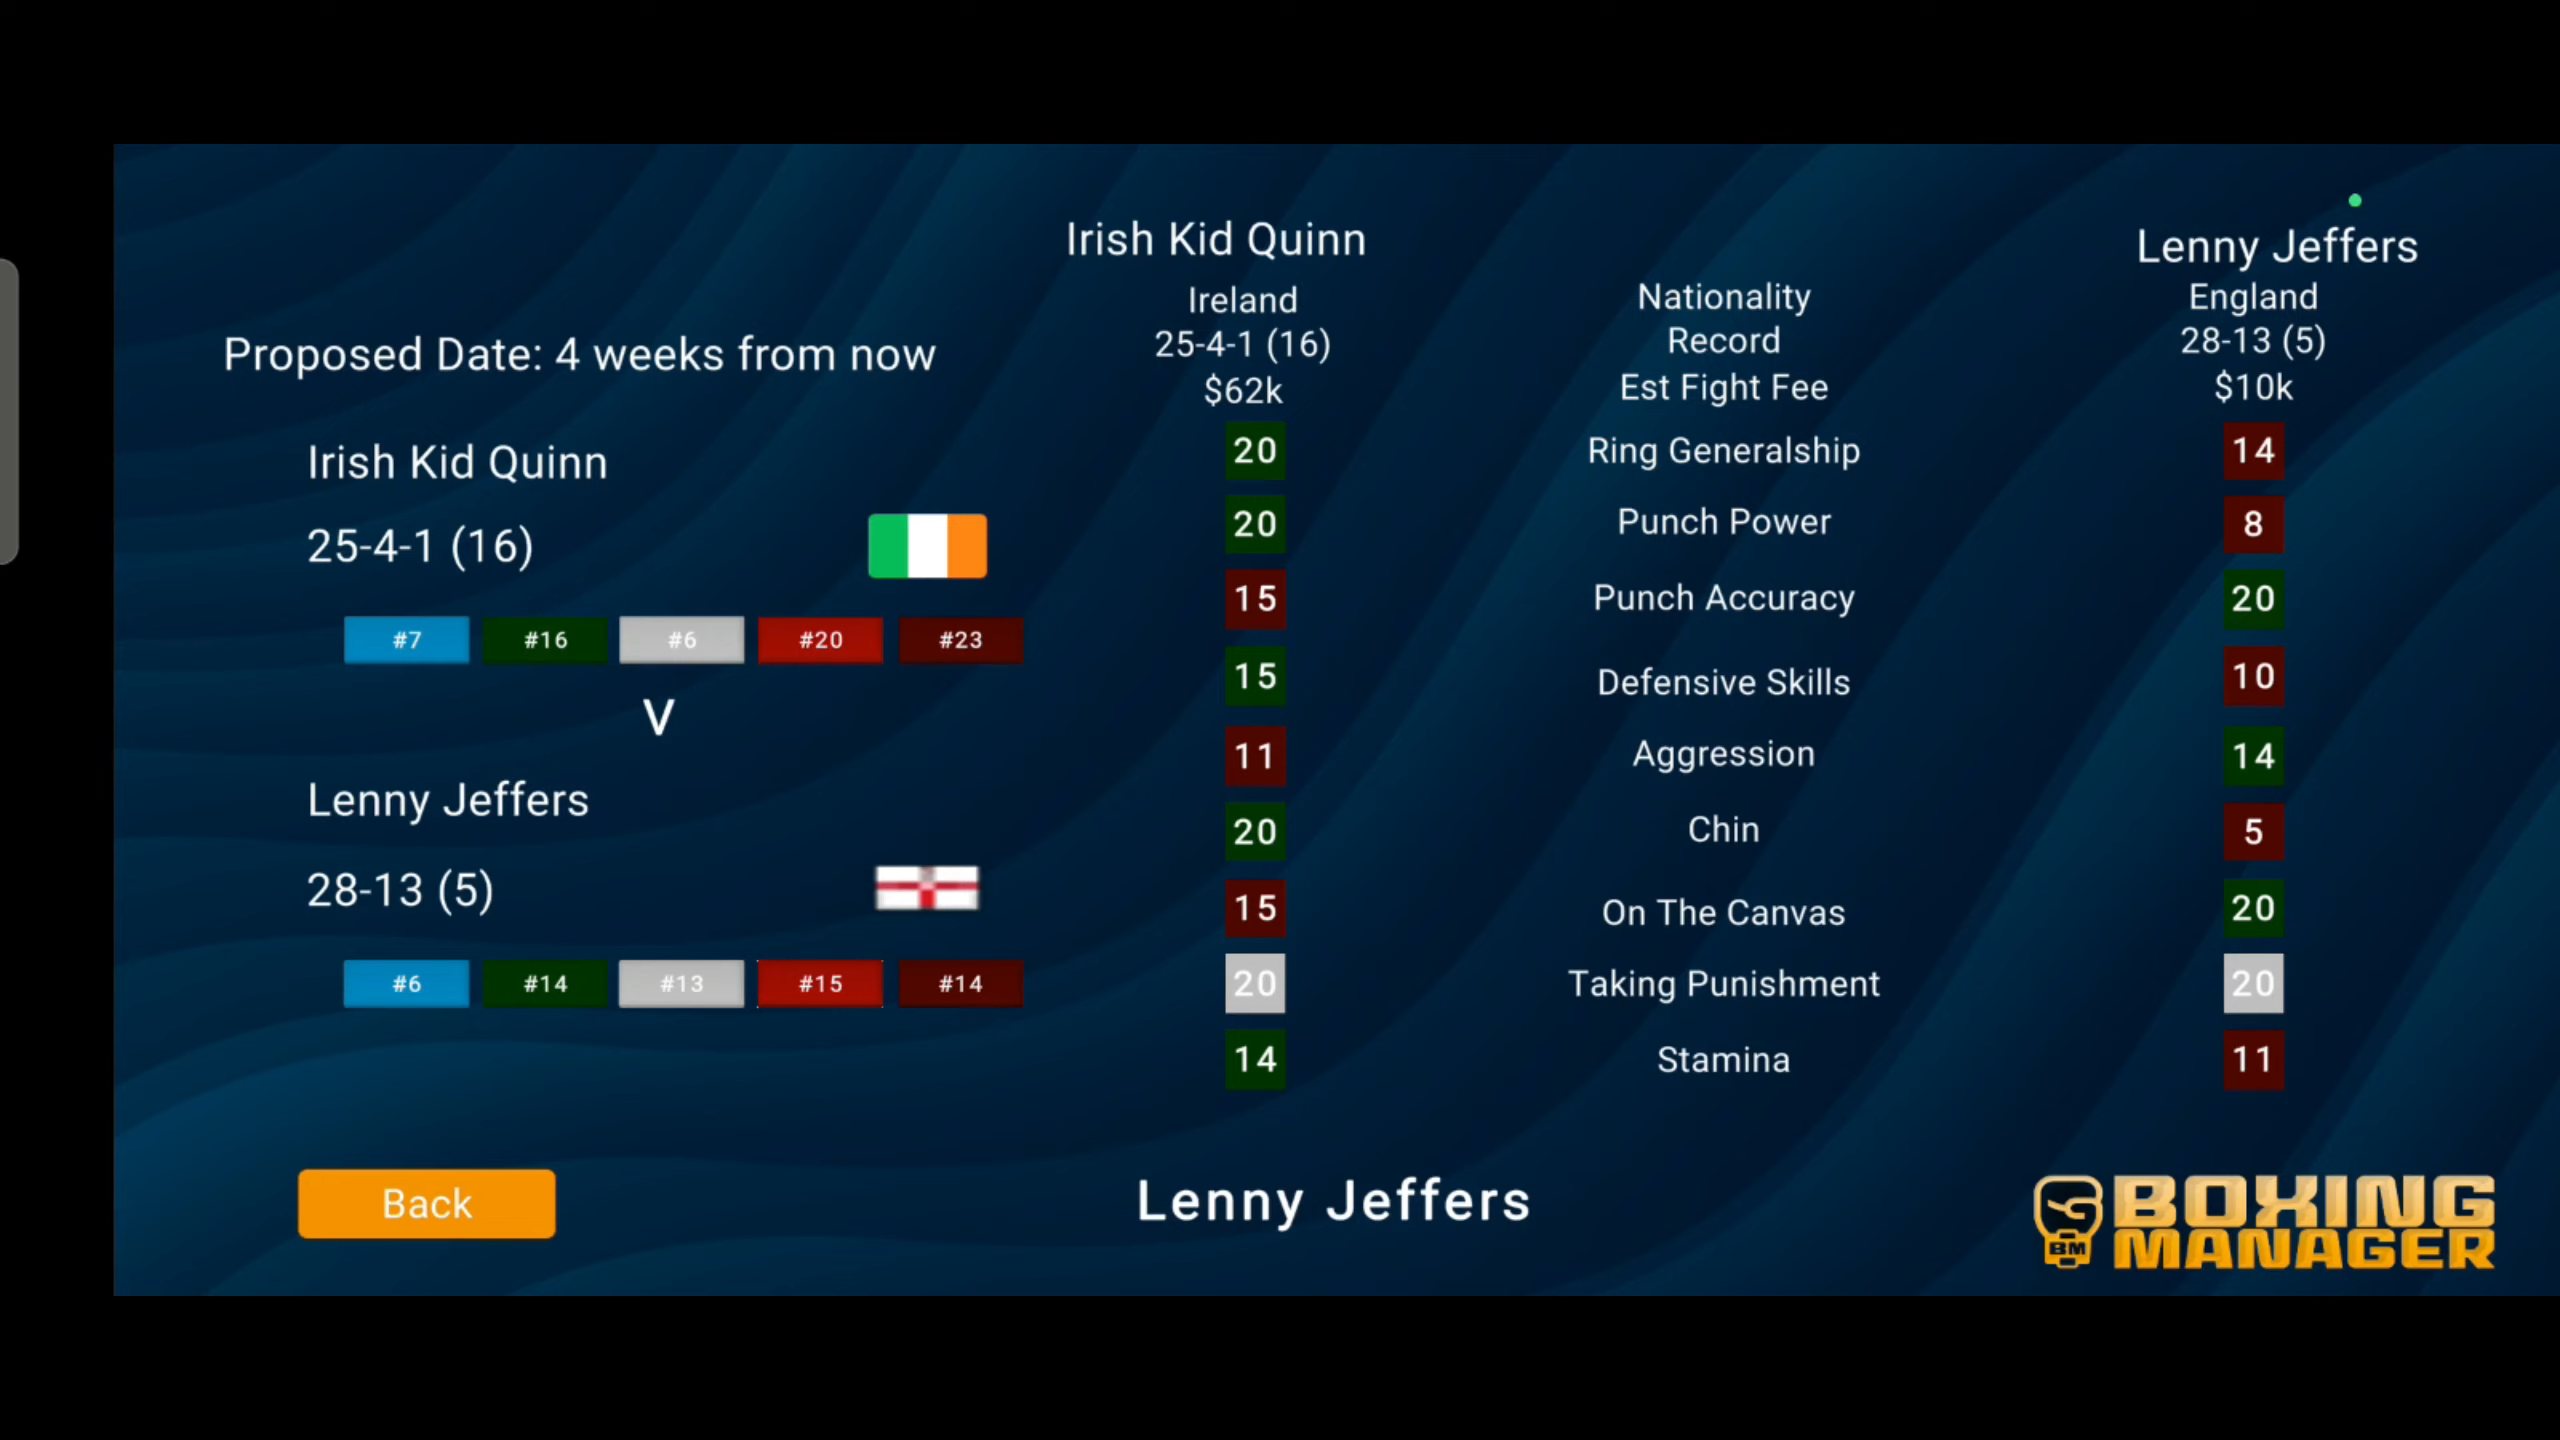 Irish Kid Quinn
Lenny Jeffers
Ireland Nationality England
25-4-1 (16) Record 28-13 (5)
Proposed Date: 4 weeks from now
$62k Est Fight Fee $10k
Irish Kid Quinn
25-4-1 (16)
#7 #16 #6 #20 #23
V
Lenny Jeffers
28-13 (5)
#6 #14 #13 #15 #14
20 Ring Generalship 14
20 Punch Power 8
15 Punch Accuracy 20
15 Defensive Skills 10
11 Aggression 14
20 Chin 5
15 On The Canvas 20
20 Taking Punishment 20
14 Stamina 11
Back
Lenny Jeffers
BM
BOXING
MANAGER